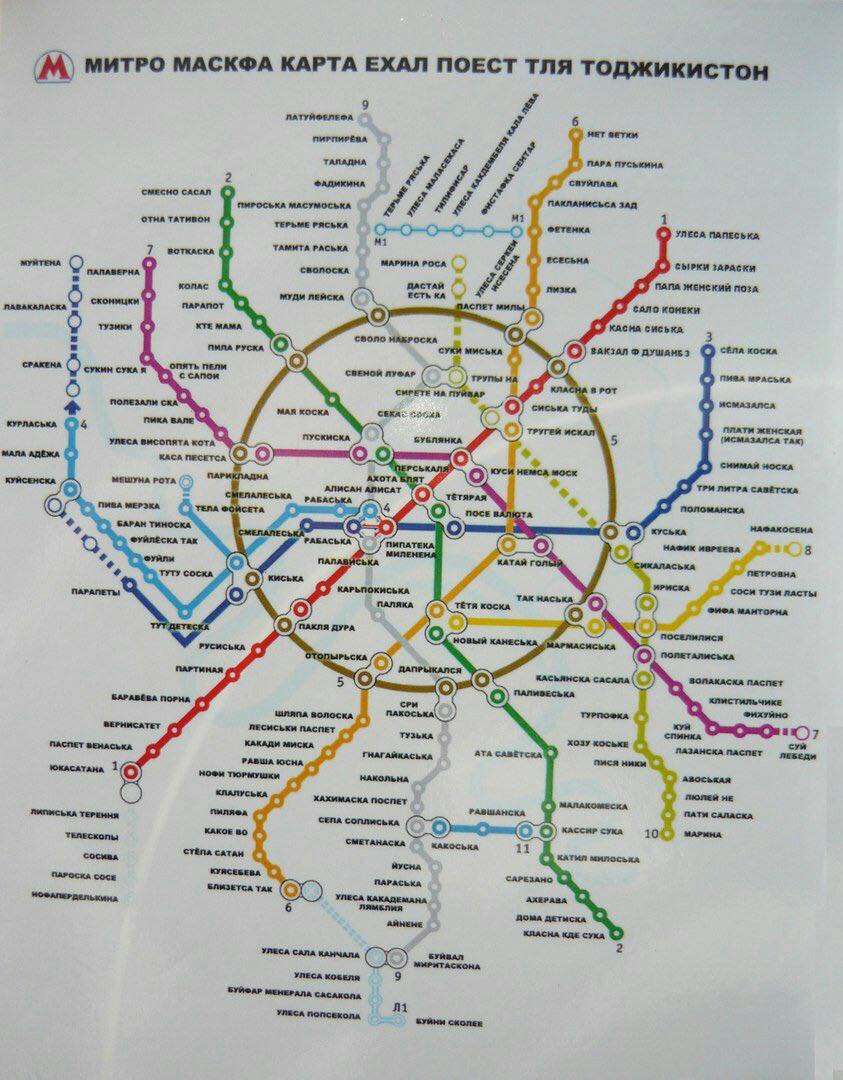 М МИТРО МАСКФА КАРТА ЕХАЛ ПОЕСТ ТЛЯ ТОДЖИКИСТОН
9
ЛАТУЙФЕЛЕФА
ПИРПИРЁВА
ТАЛАДНА
ФАДИКИНА
ПИРОСЬКА МАСУМОСЬКА
ТЕРЬМЕ РЯСЬКА
ТАМИТА РАСЬКА
СВОЛОСКА
МУДИ ЛЕЙСКА
ТЕРЬМЕ РЯСЬКА
УЛЕСА МАЛАСЕКАСА
ТИЛИФИСАР
УЛЕСА КАКДЕМБЕЛЯ КАЛА ЛЁВА
ФИСТАФКА СЕНТАР
М1
М1
УЛЕСА СЕРКЕИ
ИСЕСЕНА
6
НЕТ ВЕТКИ
ПАРА ПУСЬКИНА
СВУЙЛАВА
ПАКЛАНИСЬСА ЗАД
ФЕТЕНКА
ЕСЕСЬНА
ЛИЗКА
ПАСПЕТ МИЛЫ
2
СМЕСНО САСАЛ
ОТНА ТАТИВОН
ВОТКАСКА
КОЛАС
ПАРАПОТ
КТЕ МАМА
ПИЛА РУСКА
1
УЛЕСА ПАПЕСЬКА
СЫРКИ ЗАРАСКИ
ПАПА ЖЕНСКИЙ ПОЗА
САЛО КОНЕКИ
КАСНА СИСЬКА
ВАКЗАЛ Ф ДУШАНБЭ
КЛАСНА В РОТ
СИСЬКА ТУДЫ
ТРУГЕЙ ИСКАЛ
МАРИНА РОСА
ДАСТАЙ
ЕСТЬ КА
СВОЛО НАБРОСКА
СУКИ МИСЬКА
СВЕНОЙ ЛУФАР
ТРУПЫ НА
СИРЕТЕ НА ПУЙВАР
7
ПАЛАВЕРНА
СКОНИЦКИ
ТУЗИКИ
ОПЯТЬ ПЕЛИ
С САПОИ
ПОЛЕЗАЛИ СКА
ПИКА ВАЛЕ
УЛЕСА ВИСОПЯТА КОТА
КАСА ПЕСЕТСА
МУЙТЕНА
ЛАВАКАЛАСКА
СРАКЕНА
СУКИН СУКА Я
КУРЛАСЬКА
4
МАЛА АДЁЖА
КУЙСЕНСКА
3
СЁЛА КОСКА
ПИВА МРАСЬКА
ИСМАЗАЛСА
ПЛАТИ ЖЕНСКАЯ
(ИСМАЗАЛСА ТАК)
СНИМАЙ НОСКА
ТРИ ЛИТРА САВЁТСКА
ПОЛОМАНСКА
КУСЬКА
5
МАЯ КОСКА
СЕКАС СОСКА
ПУСКИСКА
БУБЛЯНКА
ПАРИКЛАДНА
ПЕРСЬКАЛЯ
КУСИ НЕМСА МОСК
АХОТА БЛЯТ
ТЁТЯРАЯ
ПОСЕ ВАЛЮТА
МЕШУНА РОТА
ТЕЛА ФОЙСЕТА
СМЕЛАЛЕСЬКА
АЛИСАН АЛИСАТ
РАБАСЬКА
4
СМЕЛАЛЕСЬКА
РАБАСЬКА
ПИПАТЕКА
МИЛЕНЕНА
ПАЛАВИСЬКА
КИСЬКА
КАРЬПОКИСЬКА
ПАЛЯКА
ПАКЛЯ ДУРА
КАТАЙ ГОЛЫЙ
ТАК НАСЬКА
ТЁТЯ КОСКА
НОВЫЙ КАНЕСЬКА
МАРМАСИСЬКА
ПИВА МЕРЗКА
БАРАН ТИНОСКА
ФУЙЛЁСКА ТАК
ФУЙЛИ
ТУТУ СОСКА
ПАРАПЕТЫ
ТУТ ДЕТЕСКА
НАФАКОСЕНА
8
НАФИК ИВРЕЕВА
СИКАЛАСЬКА
ПЕТРОВНА
ИРИСКА
СОСИ ТУЗИ ЛАСТЫ
ФИФА МАНТОРНА
ПОСЕЛИЛИСЯ
ПОЛЕТАЛИСЬКА
КАСЬЯНСКА САСАЛА
ВОЛАКАСКА ПАСПЕТ
КЛИСТИЛЬЧИКЕ
ФИХУЙНО
7
СУЙ
ЛЕБЕДИ
КУЙ
СПИНКА
ЛАЗАНСКА ПАСПЕТ
ТУРПОФКА
ХОЗУ КОСЬКЕ
ПИСЯ НИКИ
АВОСЬКАЯ
ЛЮЛЕЙ НЕ
ПАТИ САЛАСКА
10
МАРИНА
РУСИСЬКА
ПАРТИНАЯ
БАРАВЁВА ПОРНА
ВЕРНИСАТЕТ
ПАСПЕТ ВЕНАСЬКА
ЮКАСАТАНА
1
ЛИПИСЬКА ТЕРЕННЯ
ТЕЛЕСКОПЫ
СОСИВА
ПАРОСКА СОСЕ
НОФАПЕРДЕЛЬКИНА
ОТОПЫРЬСКА
5
ДАПРЫКАЛСЯ
СРИ
ПАКОСЬКА
ПАЛИВЕСЬКА
ШЛЯПА ВОЛОСКА
ЛЕСИСЬКИ ПАСПЕТ
КАКАДИ МИСКА
РАВША ЮСНА
НОФИ ТЮРМУШКИ
КЛАЛУСЬКА
ПИЛЯФА
КАКОЕ ВО
СТЁПА САТАН
КУЯСЕБЕВА
БЛИЗЕТСА ТАК
6
ТУЗЬКА
ГНАГАЙКАСЬКА
НАКОЛЬНА
ХАХИМАСКА ПОСПЕТ
СЕПА СОПЛИСЬКА
СМЕТАНАСКА
КАКОСЬКА
РАВШАНСКА
11
АТА САВЁТСКА
МАЛАКОМЕСКА
КАССИР СУКА
КАТИЛ МИЛОСЬКА
САРЕЗАНО
АХЕРАВА
ДОМА ДЕТИСКА
КЛАСНА КДЕ СУКА
2
ЙУСНА
ПАРАСЬКА
УЛЕСА КАКАДЕМАНА
ЛЯМБЛИЯ
АЙНЕНЕ
УЛЕСА САЛА КАНЧАЛА
БУЙВАЛ
МИРИТАСКОНА
9
УЛЕСА КОБЕЛЯ
БУЙФАР МЕНЕРАЛА САСАКОЛА
УЛЕСА ПОПСЕКОЛА
Л1
БУЙНИ СКОЛЕЕ